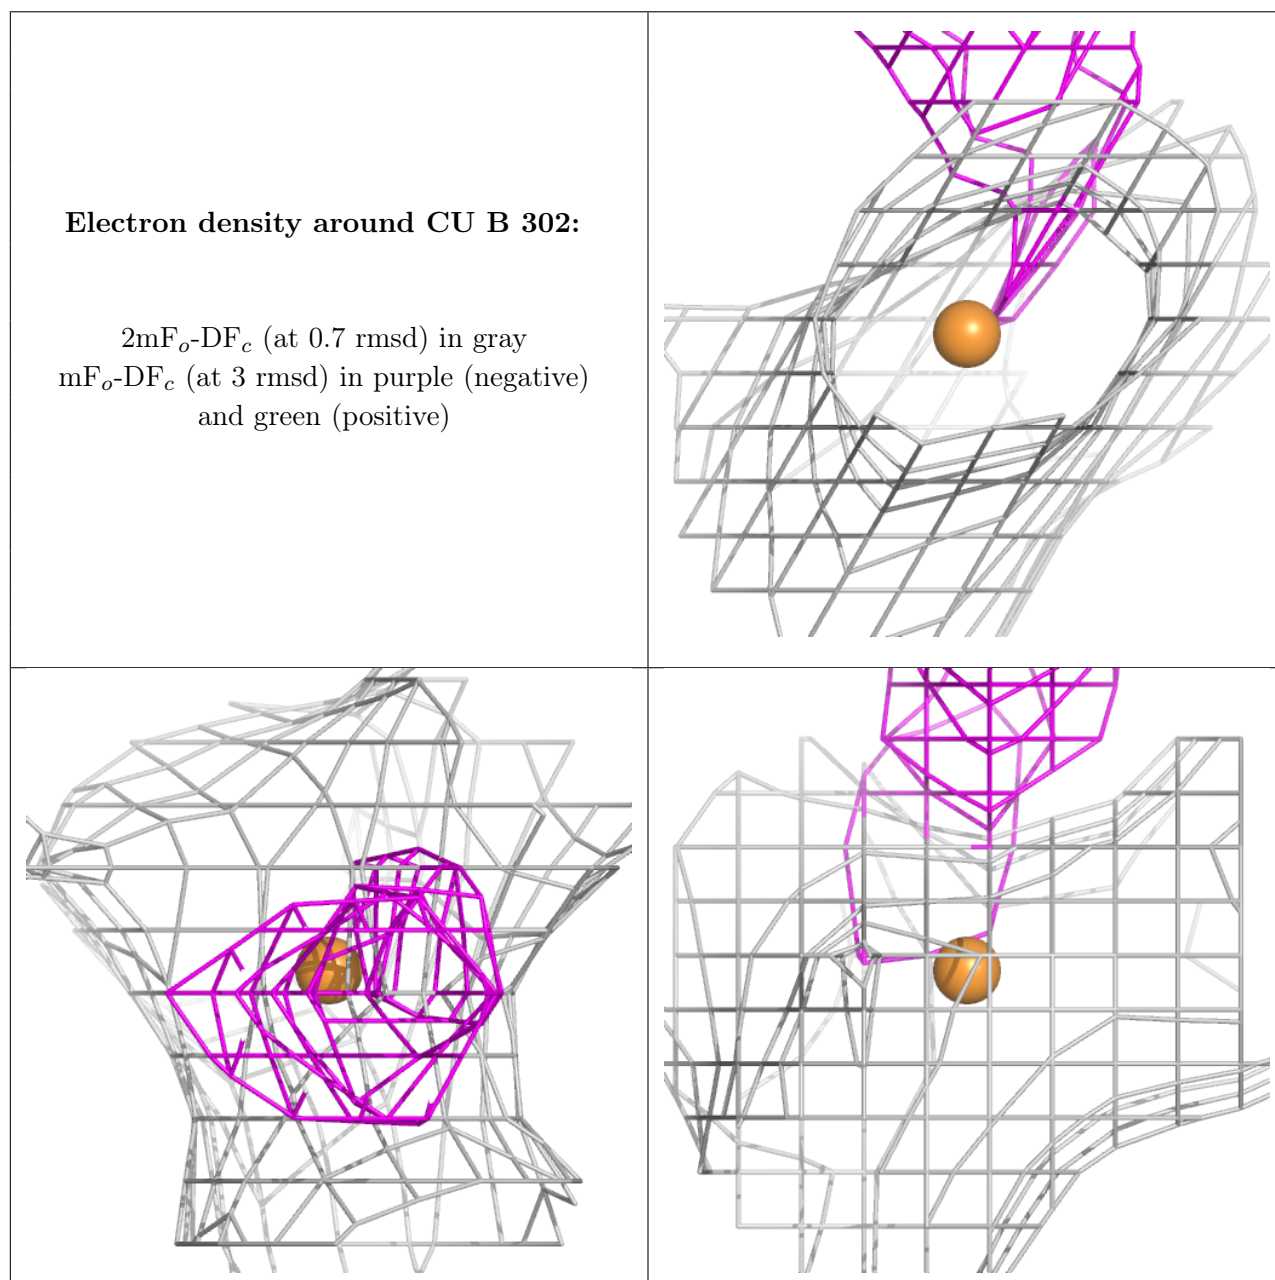 Electron density around CU B 302:
2mFo-DFc (at 0.7 rmsd) in gray
mFo-DFc (at 3 rmsd) in purple (negative)
and green (positive)